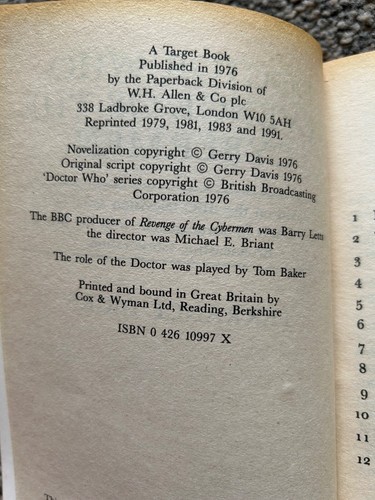 A Target Book
Published in 1976
by the Paperback Division of
W.H. Allen & Co plc
338 Ladbroke Grove, London W10 5AH
Reprinted 1979, 1981, 1983 and 1991
Novelization copyright © Gerry Davis 1976
Original script copyright © Gerry Davis 1976
'Doctor Who' series copyright © British Broadcasting
Corporation 1976
The BBC producer of Revenge of the Cybermen was Barry Letts
the director was Michael E. Briant
The role of the Doctor was played by Tom Baker
Printed and bound in Great Britain by
Cox & Wyman Ltd, Reading, Berkshire
ISBN 0 426 10997 X
1
2
3
4
5
6
7
8
9
10
11
12